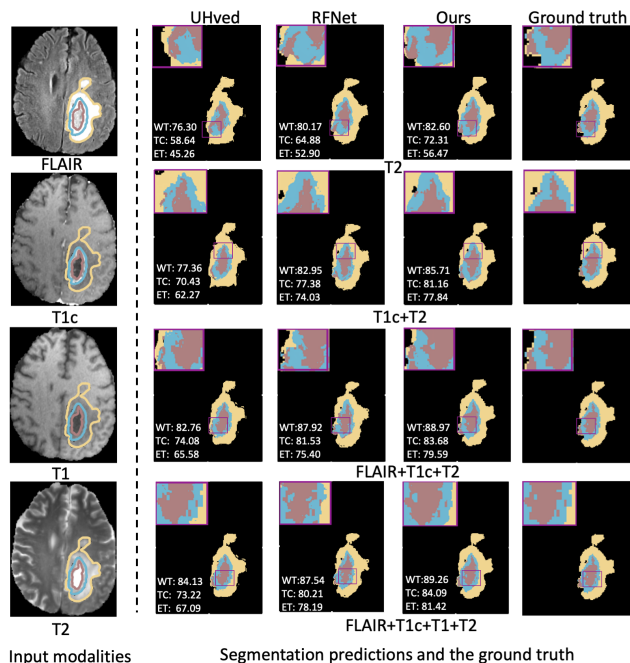 UHved RFNet Ours Ground truth
WT:76.30 WT:80.17 WT:82.60
TC: 58.64 TC: 64.88 TC: 72.31
ET: 45.26 ET: 52.90 ET: 56.47
FLAIR T2
WT: 77.36 WT:82.95 WT:85.71
TC: 70.43 TC: 77.38 TC: 81.16
ET: 62.27 ET: 74.03 ET: 77.84
T1c T1c+T2
WT: 82.76 WT:87.92 WT: 88.97
TC: 74.08 TC: 81.53 TC: 83.68
ET: 65.58 ET: 75.40 ET: 79.59
T1 FLAIR+T1c+T2
WT: 84.13 WT:87.54 WT: 89.26
TC: 73.22 TC: 80.21 TC: 84.09
ET: 67.09 ET: 78.19 ET: 81.42
T2 FLAIR+T1c+T1+T2
Input modalities Segmentation predictions and the ground truth